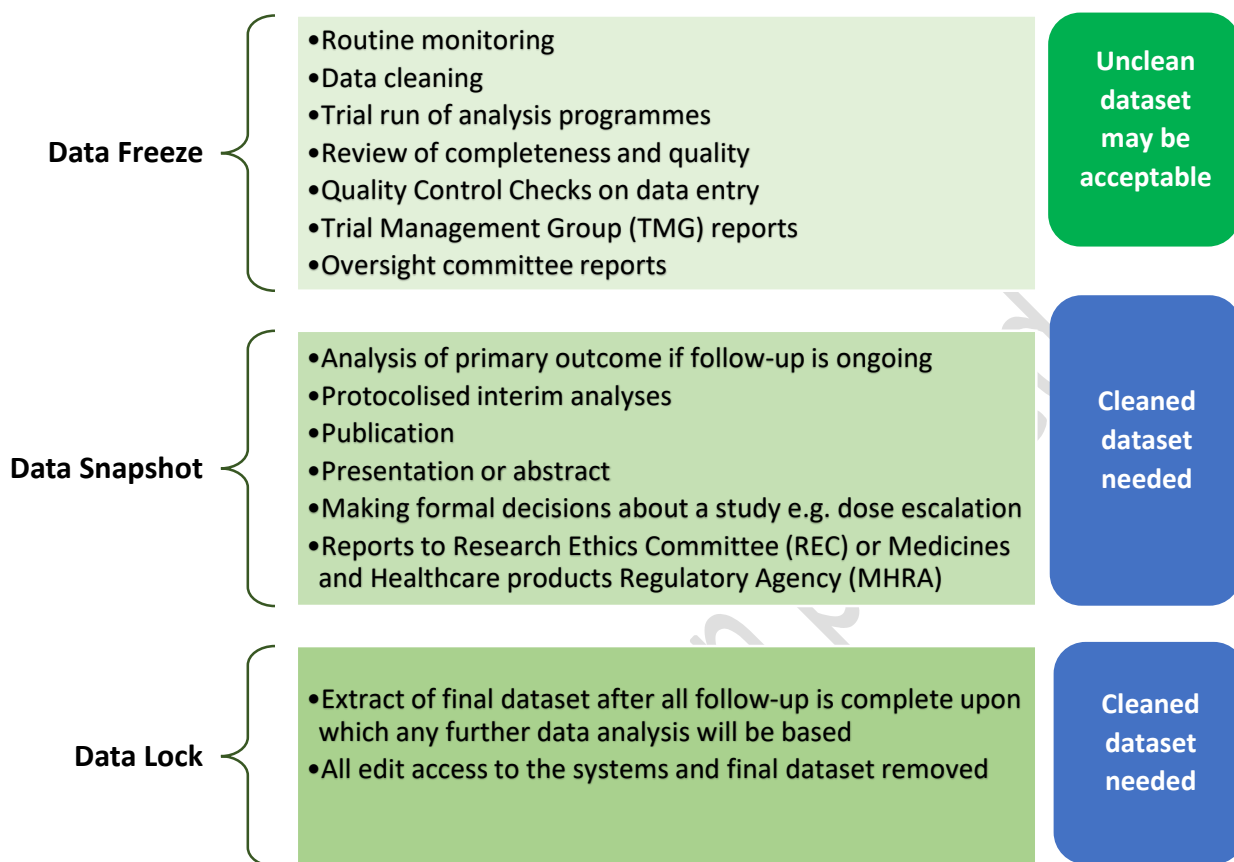 Data Freeze
•Routine monitoring
•Data cleaning
•Trial run of analysis programmes
•Review of completeness and quality
•Quality Control Checks on data entry
•Trial Management Group (TMG) reports
•Oversight committee reports
Unclean
dataset
may be
acceptable
Data Snapshot
•Analysis of primary outcome if follow-up is ongoing
•Protocolised interim analyses
•Publication
•Presentation or abstract
•Making formal decisions about a study e.g. dose escalation
•Reports to Research Ethics Committee (REC) or Medicines
and Healthcare products Regulatory Agency (MHRA)
Cleaned
dataset
needed
Data Lock
•Extract of final dataset after all follow-up is complete upon
which any further data analysis will be based
•All edit access to the systems and final dataset removed
Cleaned
dataset
needed